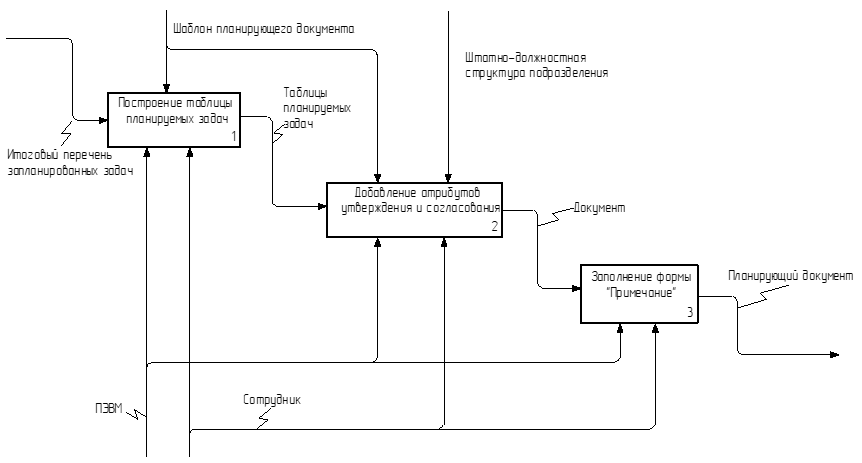 Шаблон планирующего документа
Штатно-должностная
структура подразделения
Таблицы
планируемых
задач
Построение таблицы
планируемых задач
1
Итоговый перечень
запланированных задач
Добавление атрибутов
утверждения и согласования
2
Документ
Заполнение формы
"Примечание"
3
Планирующий документ
ПЭВМ
Сотрудник